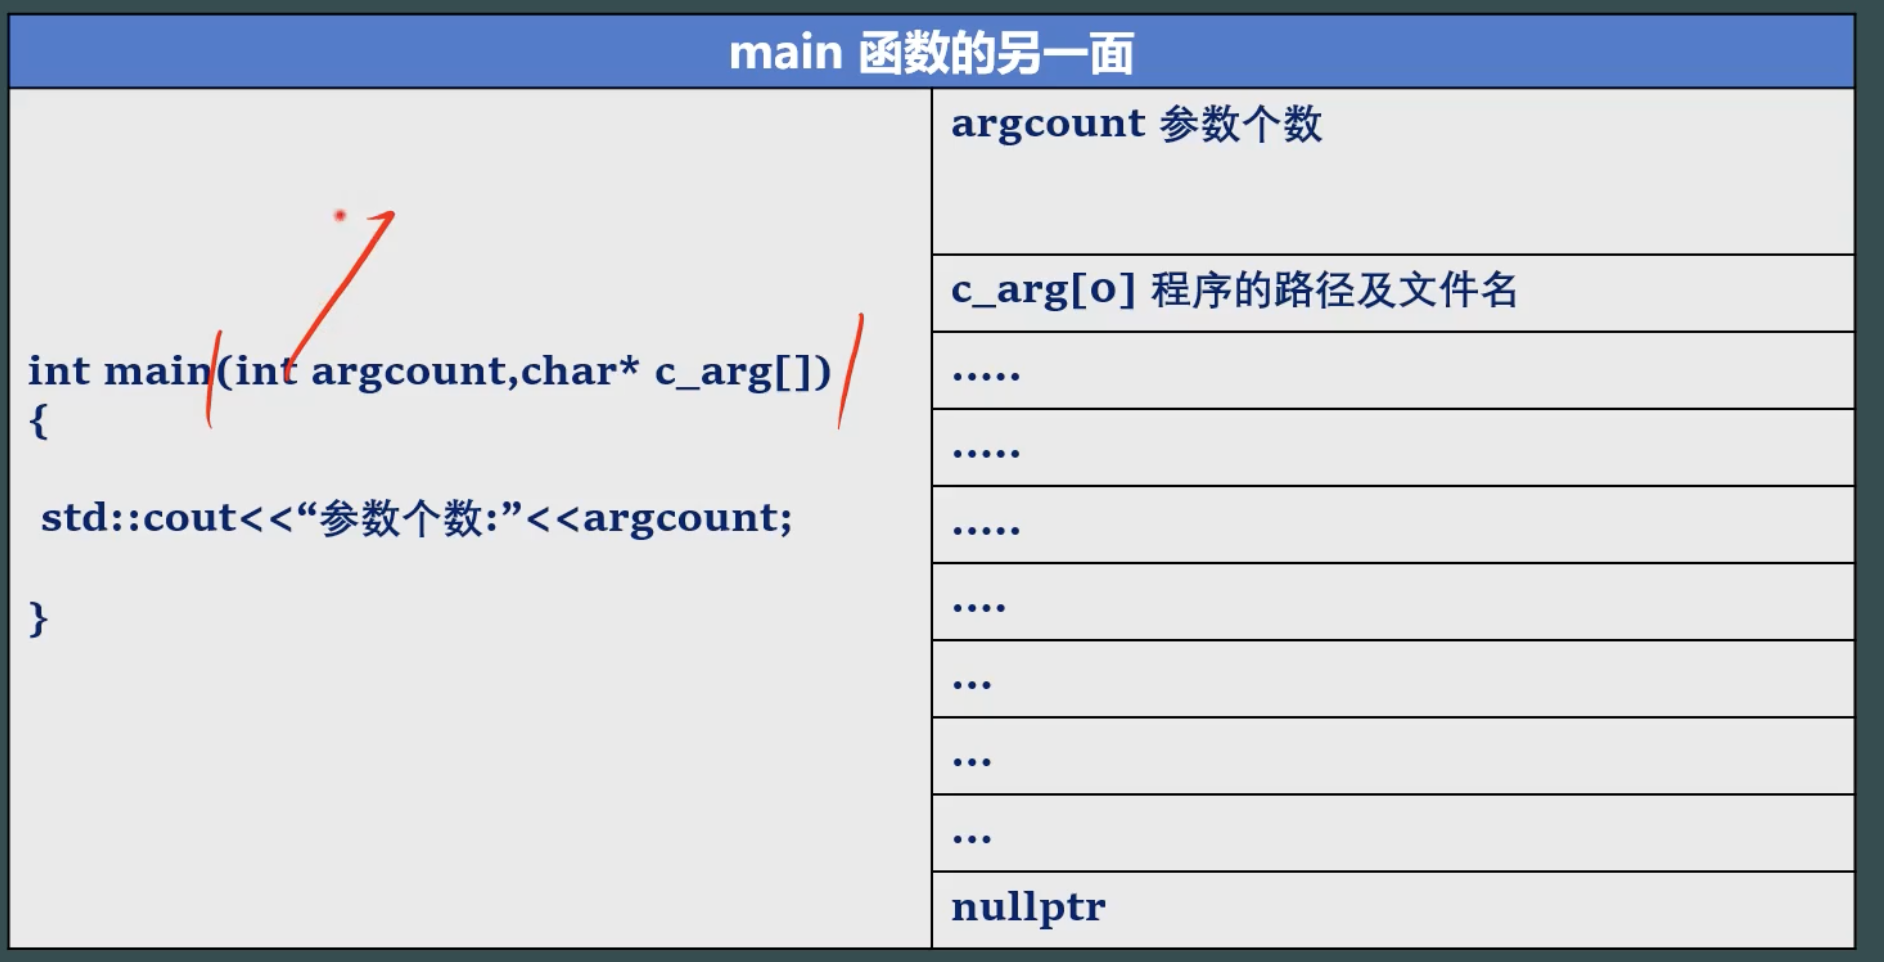 main 函数的另一面
int main(int argcount,char* c_arg[])
{
std::cout<<“参数个数:”<<argcount;
}
argcount 参数个数
c_arg[0] 程序的路径及文件名
.....
.....
.....
....
...
...
...
nullptr